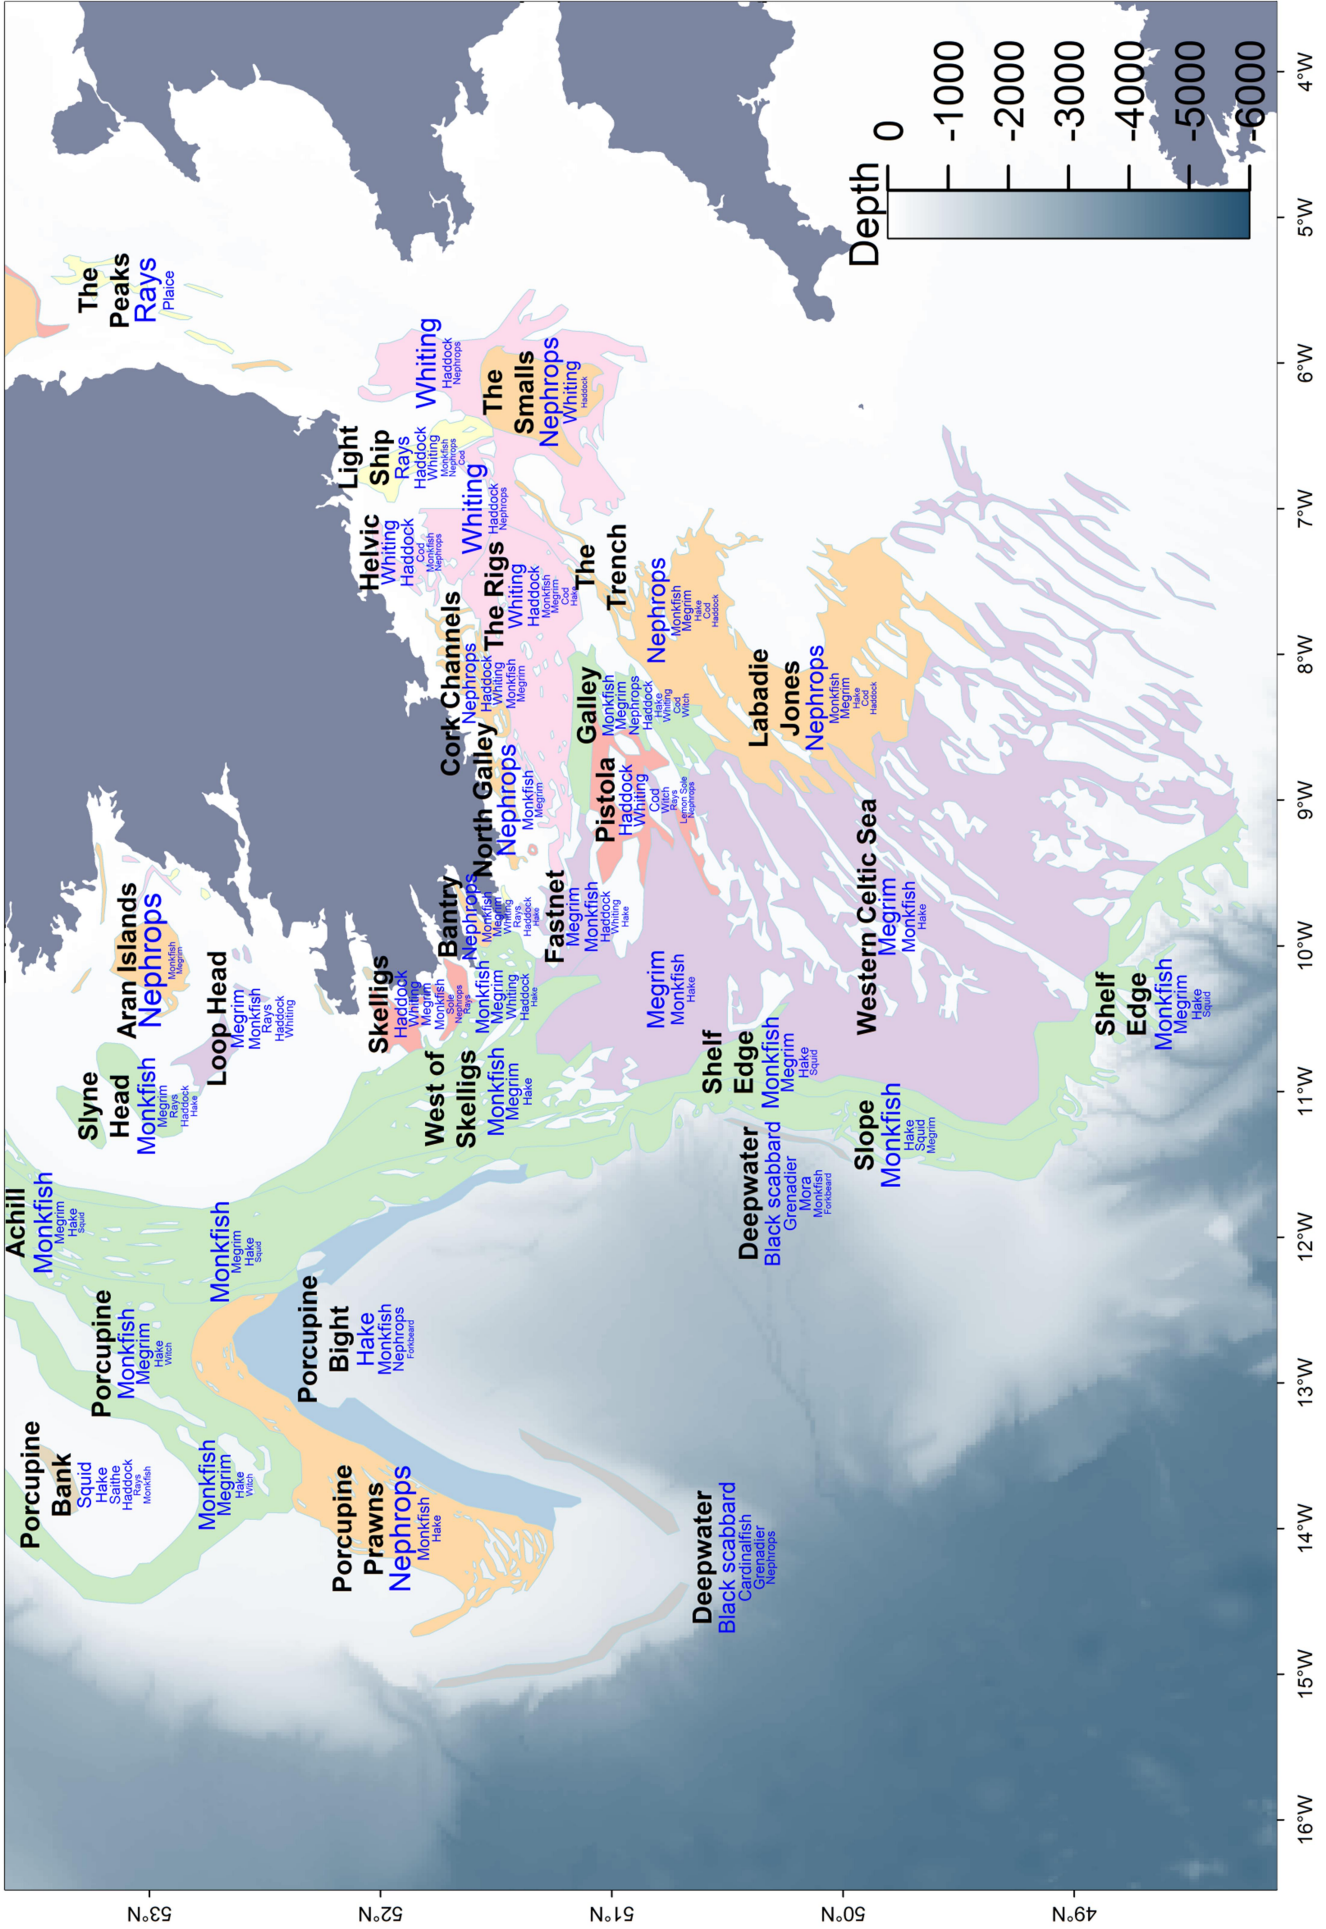 Achill
Monkfish
Megrim
Hake
Squid
Porcupine
Bank
Squid
Hake
Saithe
Haddock
Rays
Monkfish
Porcupine
Monkfish
Megrim
Hake
Witch
Monkfish
Megrim
Hake
Witch
Monkfish
Megrim
Hake
Squid
Slyne
Head
Monkfish
Megrim
Rays
Haddock
Hake
Aran Islands
Nephrops
Monkfish
Megrim
Loop Head
Megrim
Monkfish
Rays
Haddock
Whiting
The
Peaks
Rays
Plaice
Porcupine
Bight
Hake
Monkfish
Nephrops
Forkbeard
Porcupine
Prawns
Nephrops
Monkfish
Hake
Skelligs
Haddock
Whiting
Megrim
Monkfish
Sole
Nephrops
Rays
West of
Skelligs
Monkfish
Megrim
Hake
Monkfish
Megrim
Whiting
Haddock
Hake
Bantry
Nephrops
Monkfish
Megrim
Whiting
Rays
Haddock
Hake
North Galley
Nephrops
Monkfish
Megrim
Cork Channels
Nephrops
Haddock
Whiting
Monkfish
Megrim
Helvic
Whiting
Haddock
Cod
Monkfish
Nephrops
Light
Ship
Rays
Haddock
Whiting
Monkfish
Nephrops
Cod
Whiting
Haddock
Nephrops
Whiting
Haddock
Nephrops
The
Smalls
Nephrops
Whiting
Haddock
The Rigs
Whiting
Haddock
Monkfish
Megrim
Cod
Hake
The
Trench
Nephrops
Monkfish
Megrim
Hake
Cod
Haddock
Galley
Monkfish
Megrim
Nephrops
Haddock
Hake
Whiting
Cod
Witch
Pistola
Haddock
Whiting
Cod
Witch
Rays
Lemon Sole
Nephrops
Fastnet
Megrim
Monkfish
Haddock
Whiting
Hake
Megrim
Monkfish
Hake
Labadie
Jones
Nephrops
Monkfish
Megrim
Hake
Cod
Haddock
Western Celtic Sea
Megrim
Monkfish
Hake
Shelf
Edge
Monkfish
Megrim
Hake
Squid
Shelf
Edge
Monkfish
Megrim
Hake
Squid
Slope
Monkfish
Hake
Squid
Megrim
Deepwater
Black scabbard
Grenadier
Mora
Monkfish
Forkbeard
Deepwater
Black scabbard
Cardinalfish
Grenadier
Nephrops
Depth
0
-1000
-2000
-3000
-4000
-5000
-6000
53°N
52°N
51°N
50°N
49°N
16°W
15°W
14°W
13°W
12°W
11°W
10°W
9°W
8°W
7°W
6°W
5°W
4°W